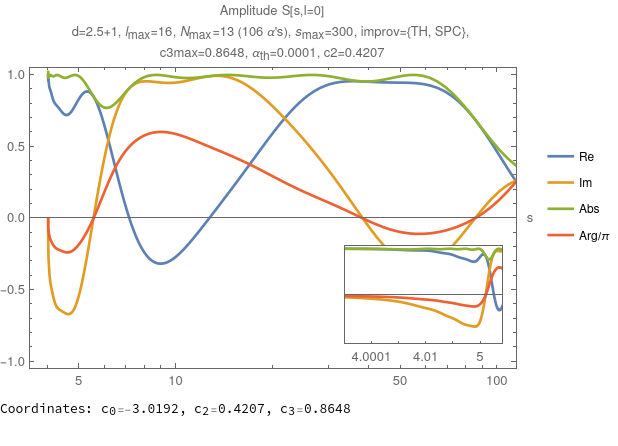 Amplitude S[s,l=0]
d=2.5+1, lmax=16, Nmax=13 (106 α's), smax=300, improv={TH, SPC},
c3max=0.8648, αth=0.0001, c2=0.4207
1.0
0.5
0.0
−0.5
−1.0
s
5 10 50 100
4.0001 4.01 5
Re
Im
Abs
Arg/π
Coordinates: c0=-3.0192, c2=0.4207, c3=0.8648